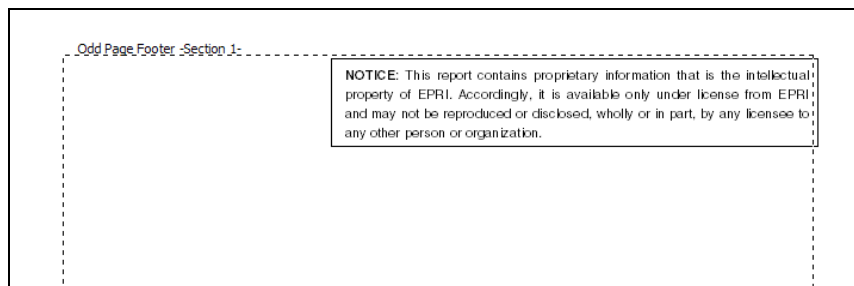 Odd Page Footer -Section 1-
NOTICE: This report contains proprietary information that is the intellectual
property of EPRI. Accordingly, it is available only under license from EPRI
and may not be reproduced or disclosed, wholly or in part, by any licensee to
any other person or organization.